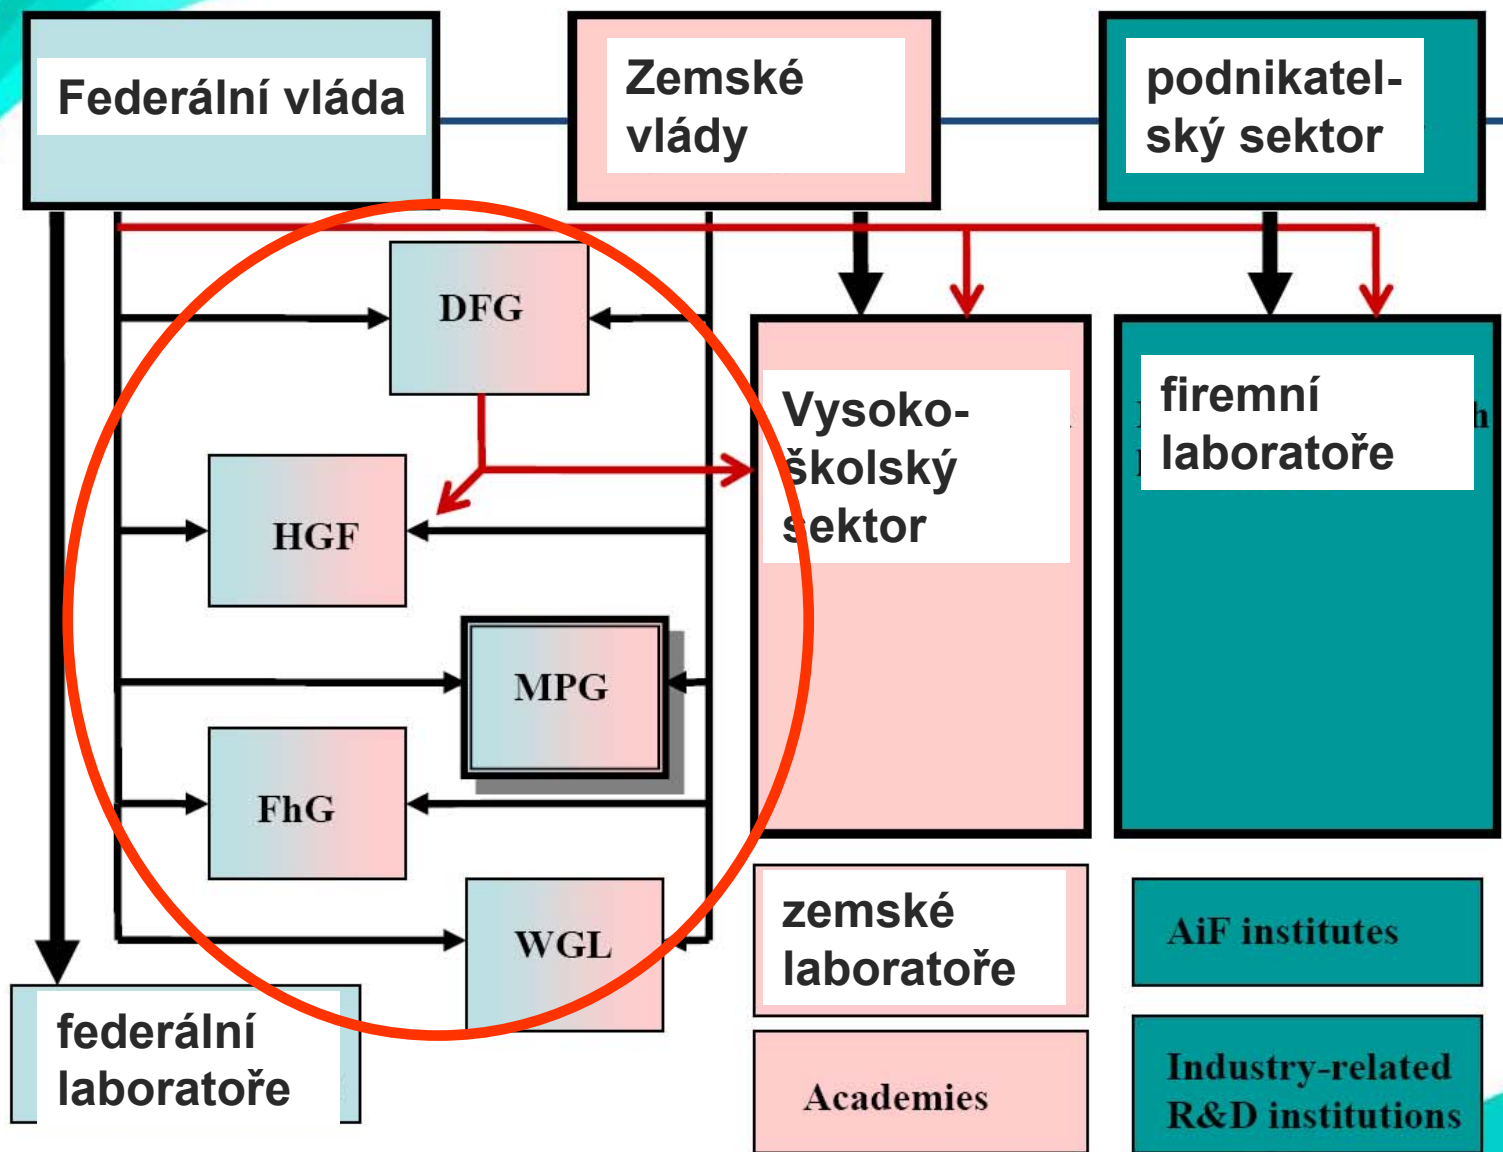 Federální vláda
Zemské
vlády
podnikatel-
ský sektor
DFG
HGF
MPG
FhG
WGL
Vysoko-
školský
sektor
firemní
laboratoře
federální
laboratoře
zemské
laboratoře
Academies
AiF institutes
Industry-related
R&D institutions